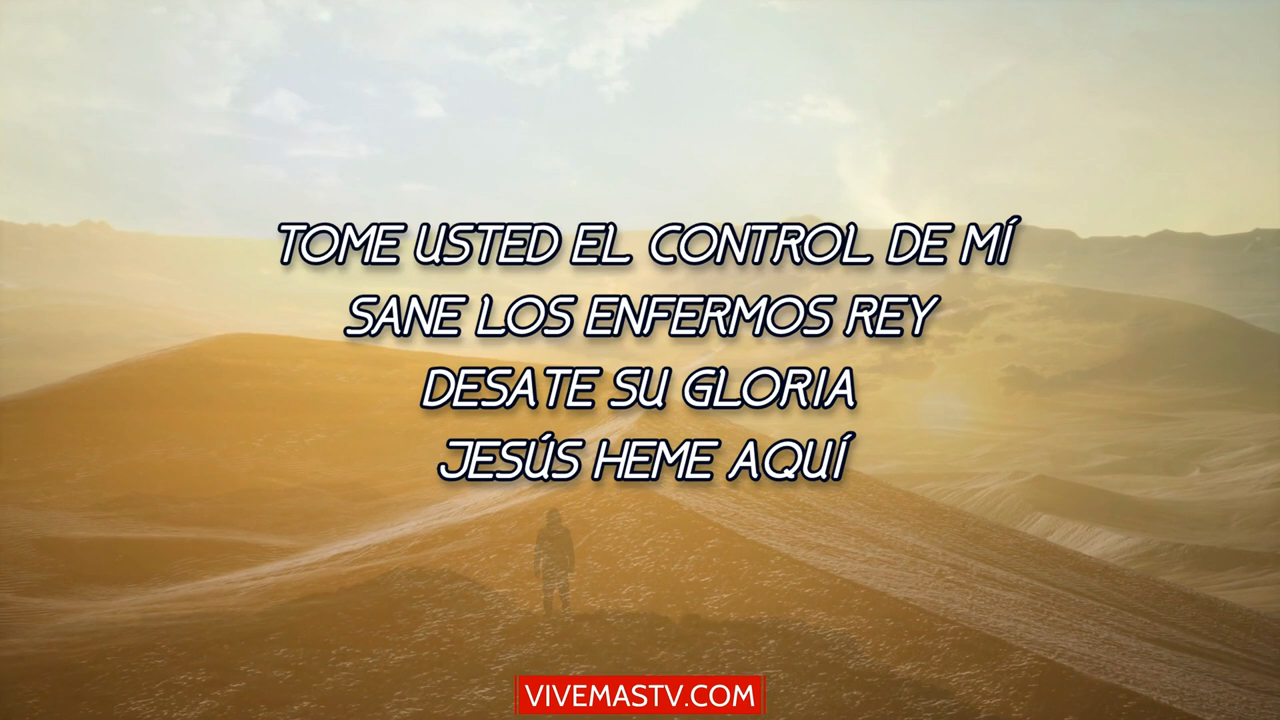 TOME USTED EL CONTROL DE MÍ
SANE LOS ENFERMOS REY
DESATE SU GLORIA
JESÚS HEME AQUÍ
VIVEMASTV.COM